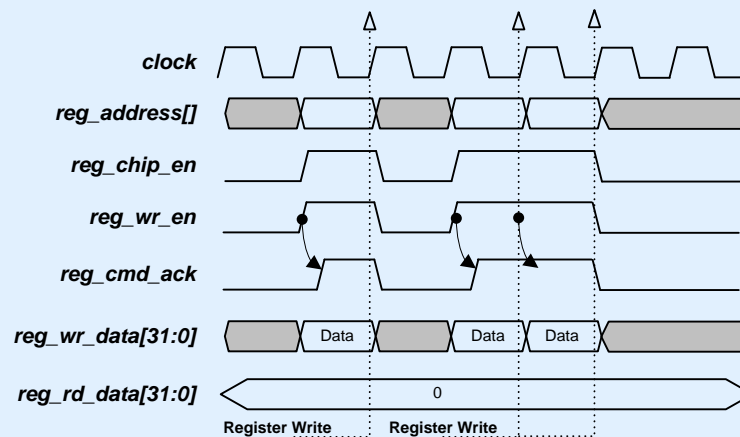 clock
reg_address[]
reg_chip_en
reg_wr_en
reg_cmd_ack
reg_wr_data[31:0] Data Data Data
reg_rd_data[31:0] 0
Register Write Register Write